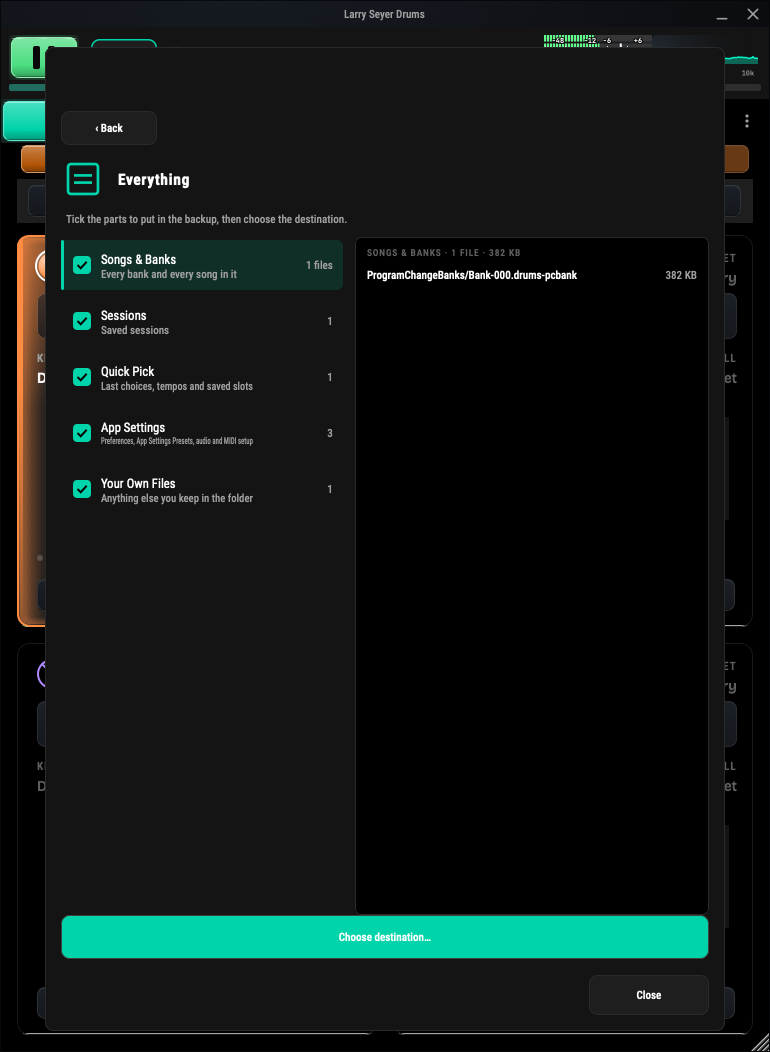 Larry Seyer Drums
-48 -12 -6 +6
10k
‹ Back
Everything
Tick the parts to put in the backup, then choose the destination.
Songs & Banks
Every bank and every song in it
1 files
Sessions
Saved sessions
1
Quick Pick
Last choices, tempos and saved slots
1
App Settings
Preferences, App Settings Presets, audio and MIDI setup
3
Your Own Files
Anything else you keep in the folder
1
SONGS & BANKS · 1 FILE · 382 KB
ProgramChangeBanks/Bank-000.drums-pcbank
382 KB
Choose destination...
Close